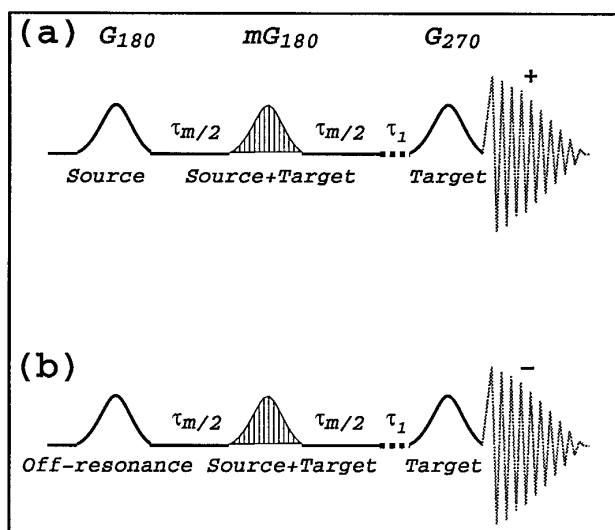 (a) G180 mG180 G270
+
τm/2 τm/2 τ1
Source Source+Target Target
(b)
−
τm/2 τm/2 τ1
Off-resonance Source+Target Target